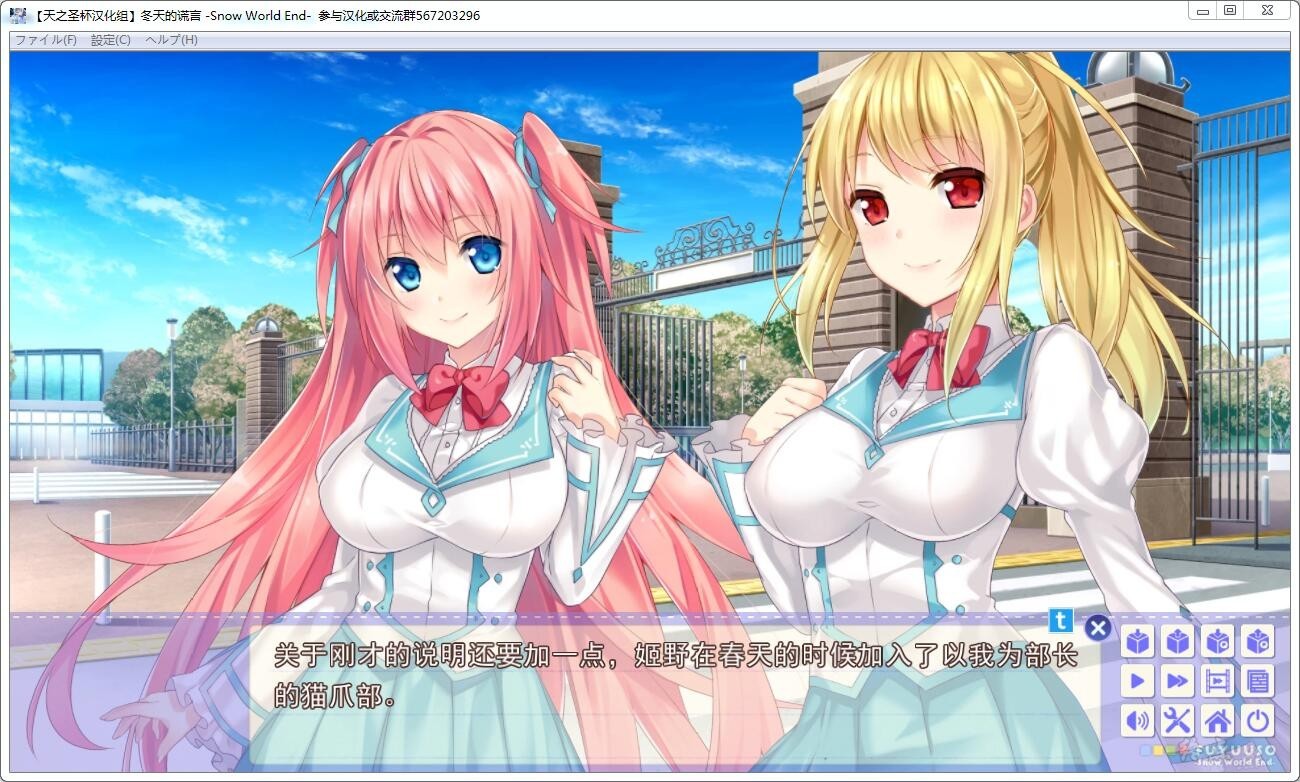 【天之圣杯汉化组】冬天的谎言 -Snow World End-  参与汉化或交流群567203296
ファイル(F) 設定(C) ヘルプ(H)
关于刚才的说明还要加一点，姬野在春天的时候加入了以我为部长
的猫爪部。
FUYUUSO
-Snow World End-